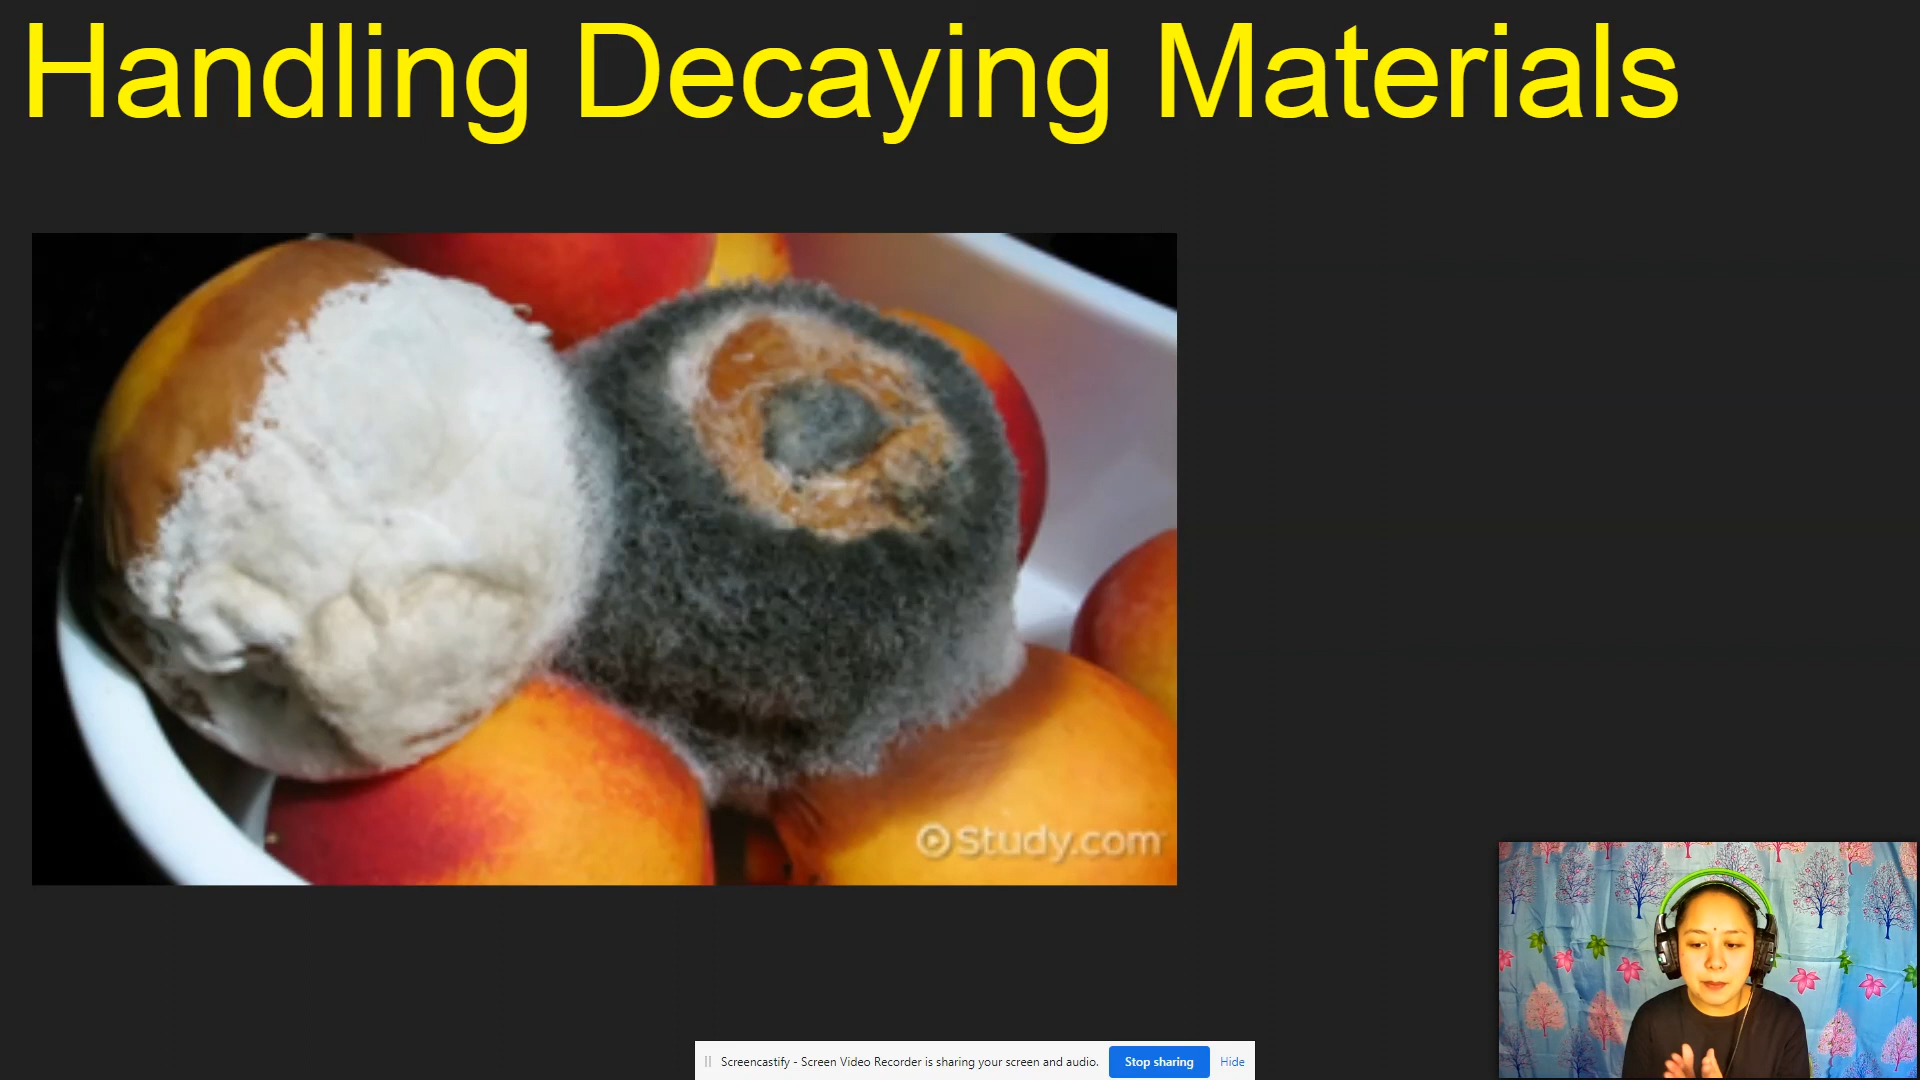 Handling Decaying Materials
Study.com
Screencastify - Screen Video Recorder is sharing your screen and audio.
Stop sharing
Hide